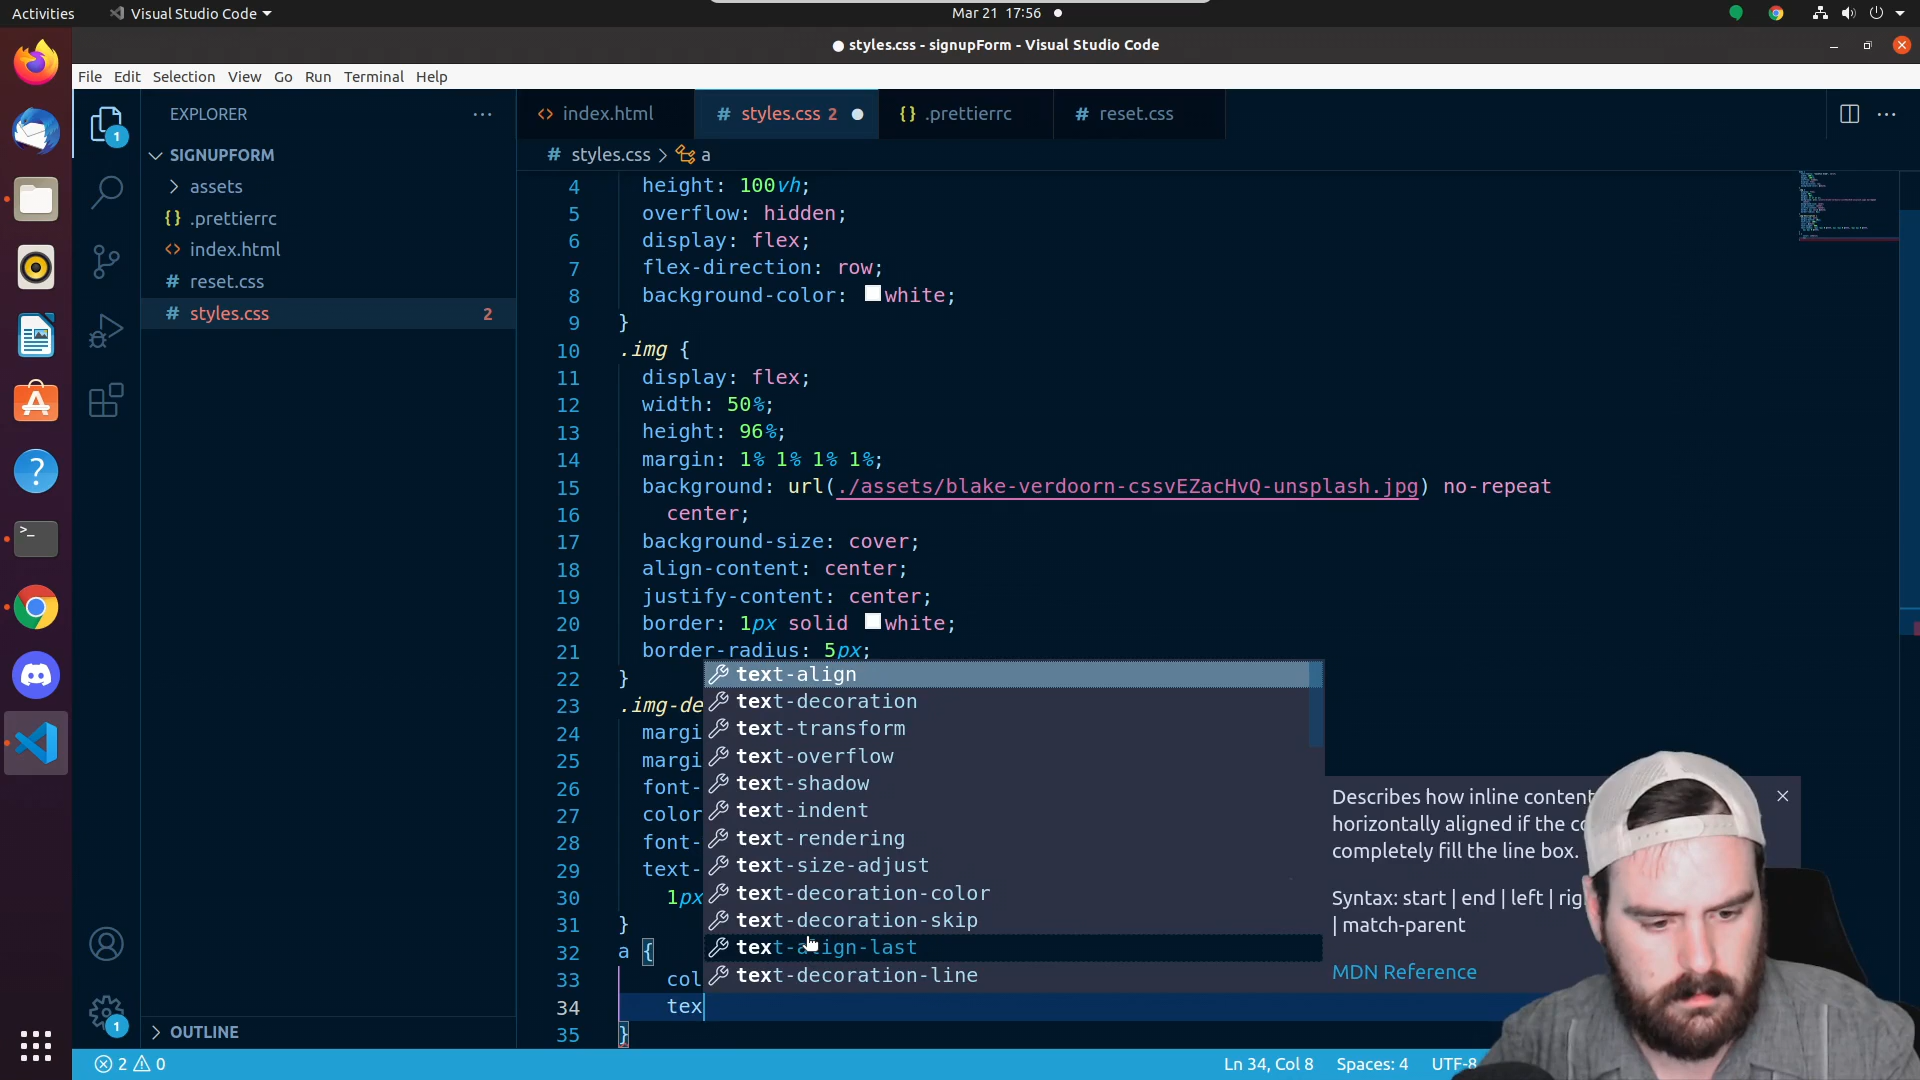 Activities
Visual Studio Code
Mar 21 17:56
styles.css - signupForm - Visual Studio Code
File Edit Selection View Go Run Terminal Help
EXPLORER
index.html
styles.css 2
.prettierrc
reset.css
SIGNUPFORM
assets
.prettierrc
index.html
reset.css
styles.css 2
# styles.css > a
4 height: 100vh;
5 overflow: hidden;
6 display: flex;
7 flex-direction: row;
8 background-color: white;
9 }
10 .img {
11 display: flex;
12 width: 50%;
13 height: 96%;
14 margin: 1% 1% 1% 1%;
15 background: url(./assets/blake-verdoorn-cssvEZacHvQ-unsplash.jpg) no-repeat
16 center;
17 background-size: cover;
18 align-content: center;
19 justify-content: center;
20 border: 1px solid white;
21 border-radius: 5px;
22 }
23 .img-de
24 margi
25 margi
26 font-
27 color
28 font-
29 text-
30 1px
31 }
32 a {
33 col
34 tex
35 }
text-align
text-decoration
text-transform
text-overflow
text-shadow
text-indent
text-rendering
text-size-adjust
text-decoration-color
text-decoration-skip
text-align-last
text-decoration-line
Describes how inline content
horizontally aligned if the co
completely fill the line box.
Syntax: start | end | left | rig
| match-parent
MDN Reference
OUTLINE
1
1
2 0
Ln 34, Col 8
Spaces: 4
UTF-8